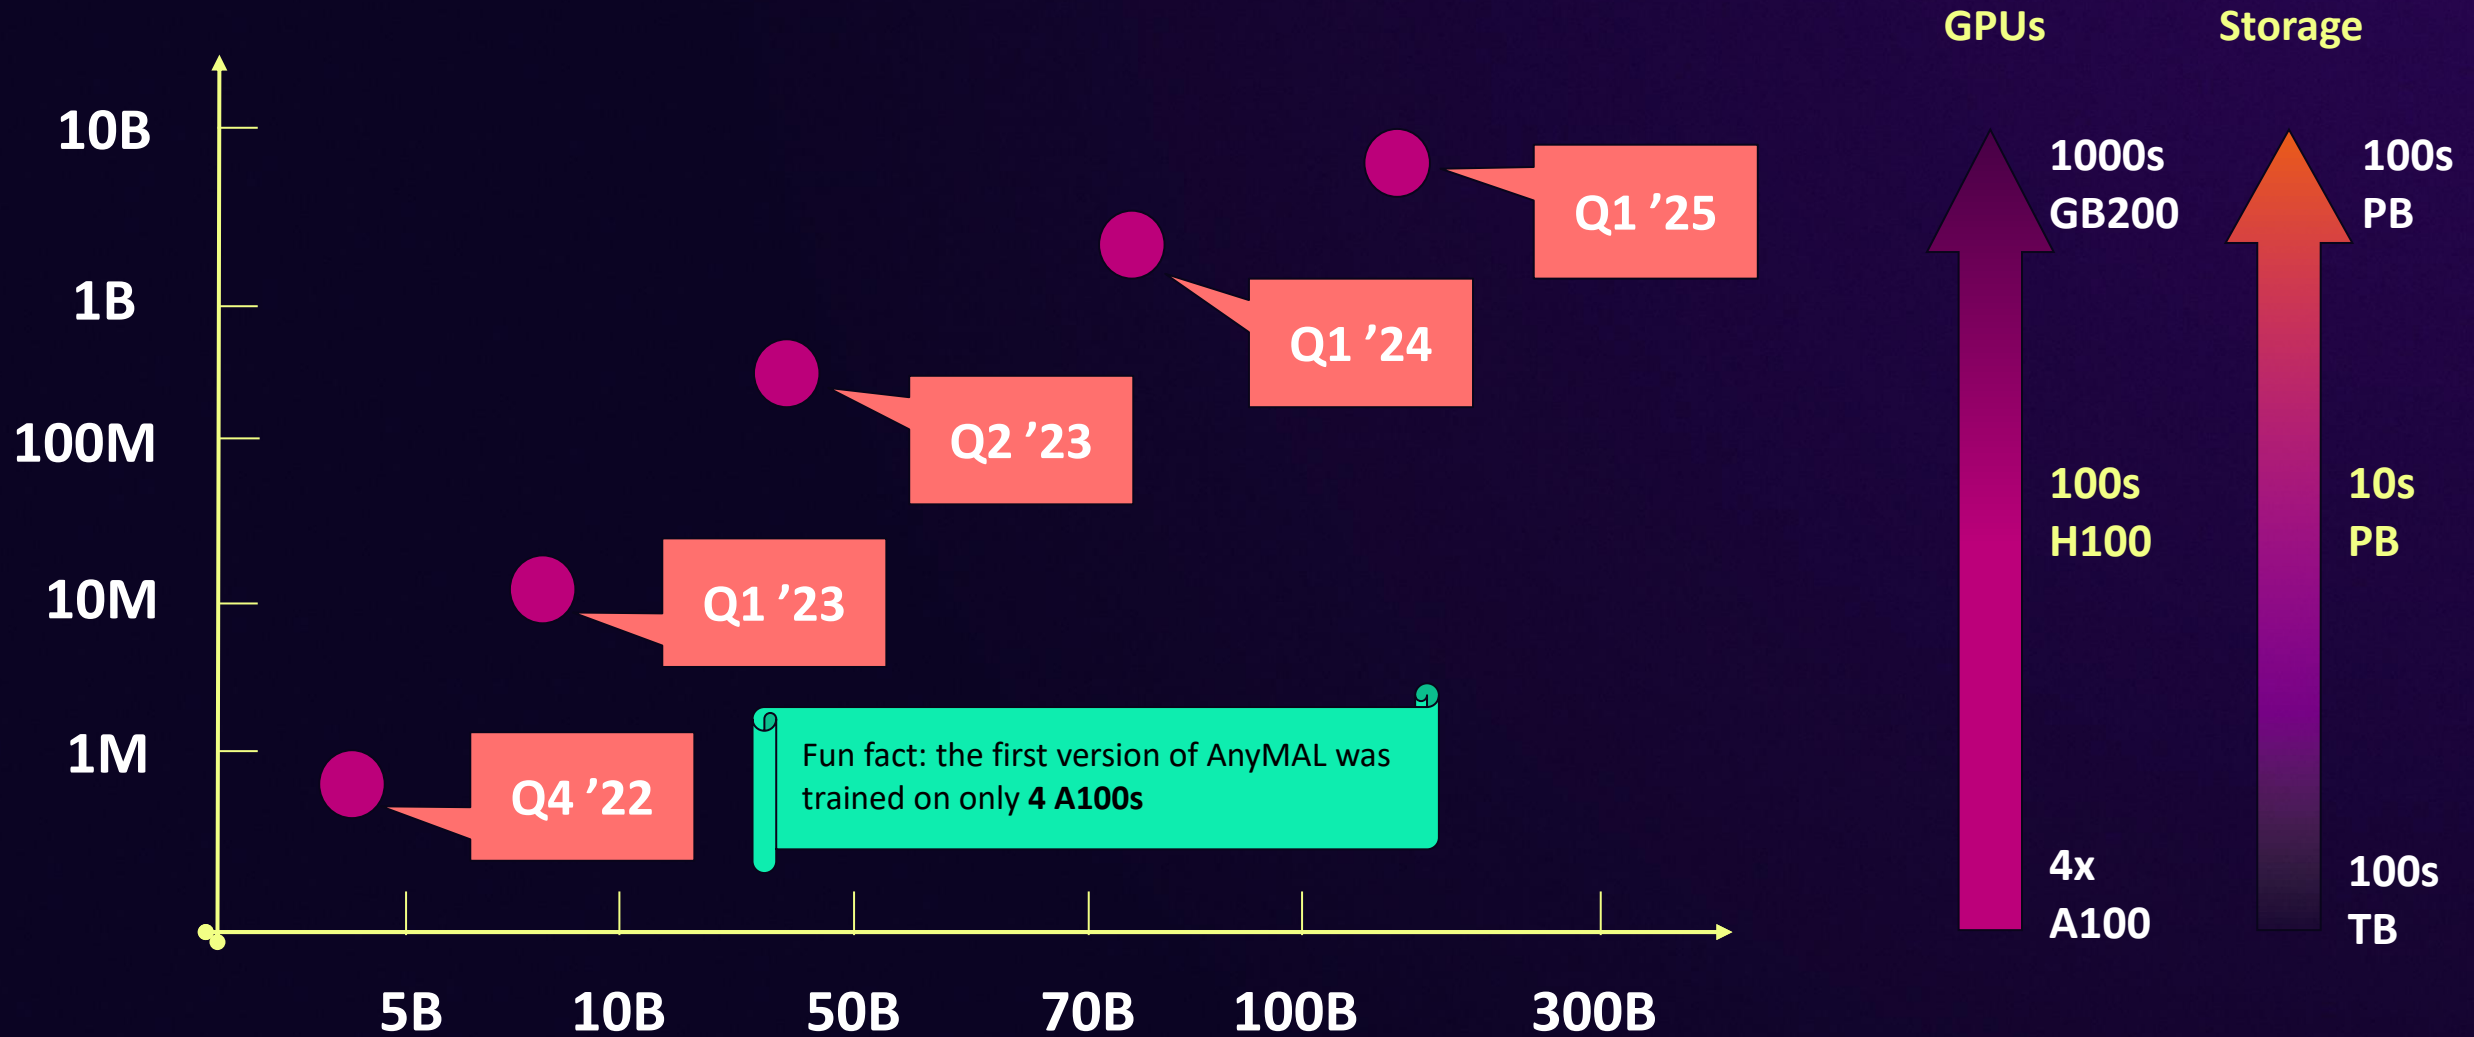 GPUs
Storage
10B
1B
100M
10M
1M
Q1 ’25
Q1 ’24
Q2 ’23
Q1 ’23
Q4 ’22
Fun fact: the first version of AnyMAL was
trained on only 4 A100s
5B
10B
50B
70B
100B
300B
1000s
GB200
100s
H100
4x
A100
100s
PB
10s
PB
100s
TB